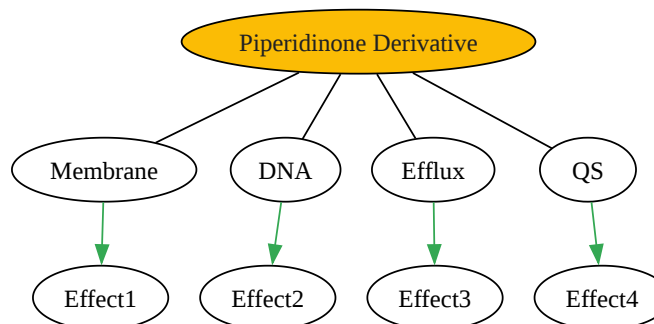 Piperidinone Derivative
Membrane
DNA
Efflux
QS
Effect1
Effect2
Effect3
Effect4